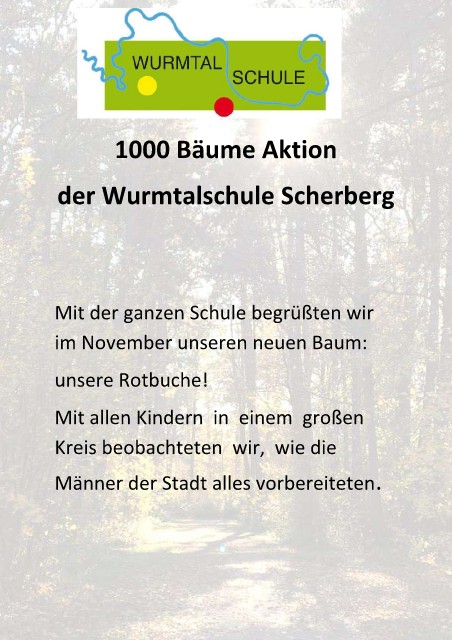 WURMTAL
SCHULE
1000 Bäume Aktion
der Wurmtalschule Scherberg
Mit der ganzen Schule begrüßten wir
im November unseren neuen Baum:
unsere Rotbuche!
Mit allen Kindern in einem großen
Kreis beobachteten wir, wie die
Männer der Stadt alles vorbereiteten.